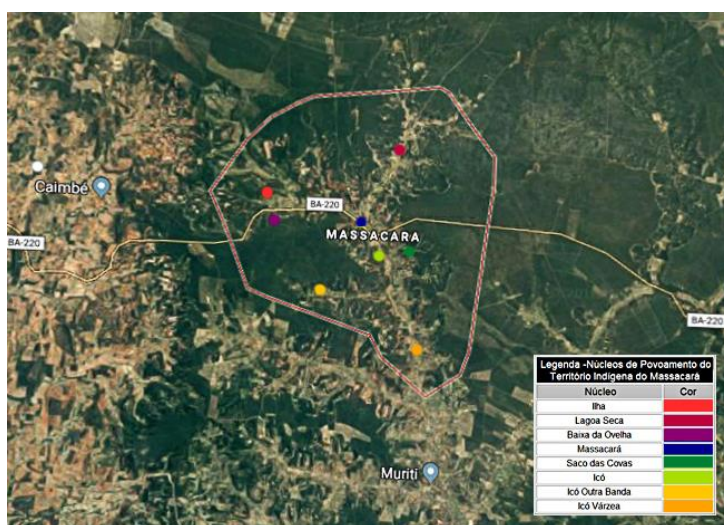 Caimbé
BA-220
BA-220
MASSACARA
BA-220
Muriti
Legenda -Núcleos de Povoamento do
Território Indígena do Massacará
Núcleo Cor
Ilha
Lagoa Seca
Baixa da Ovelha
Massacará
Saco das Covas
Icó
Icó Outra Banda
Icó Várzea